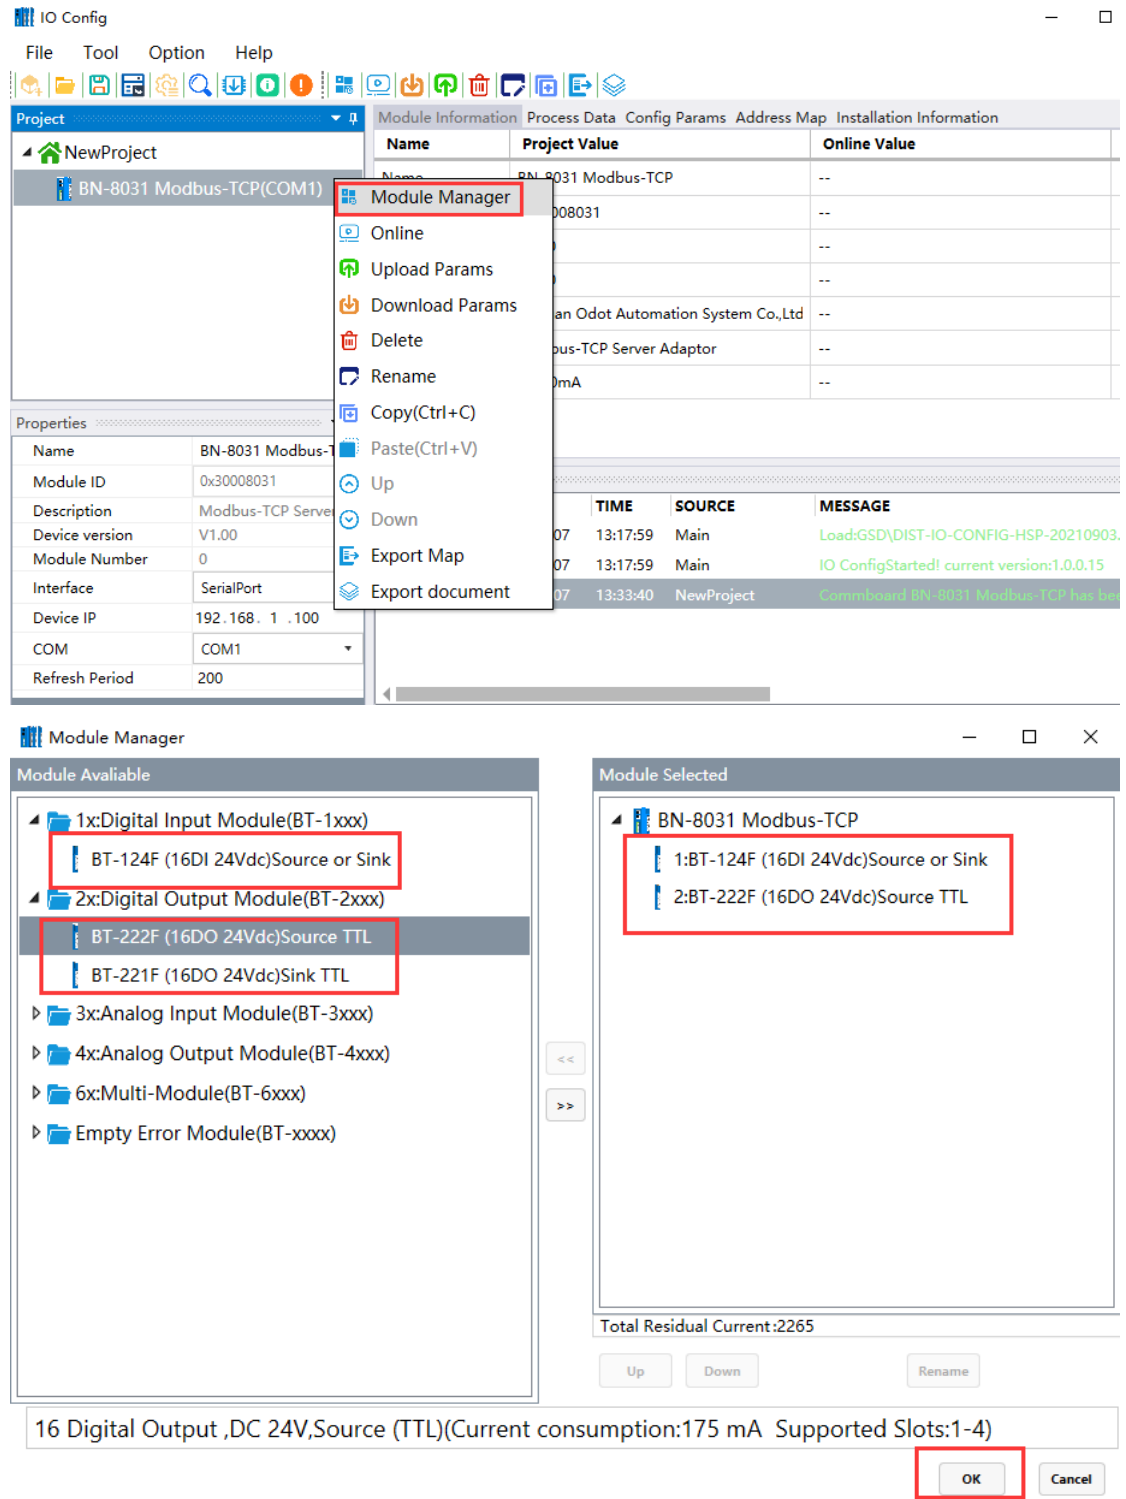 IO Config
File Tool Option Help
Project
Module Information Process Data Config Params Address Map Installation Information
NewProject
BN-8031 Modbus-TCP(COM1)
Name Project Value Online Value
Name BN-8031 Modbus-TCP --
008031 --
--
--
an Odot Automation System Co.,Ltd --
bus-TCP Server Adaptor --
0mA --
Module Manager
Online
Upload Params
Download Params
Delete
Rename
Copy(Ctrl+C)
Paste(Ctrl+V)
Up
Down
Export Map
Export document
Properties
Name BN-8031 Modbus-T
Module ID 0x30008031
Description Modbus-TCP Server
Device version V1.00
Module Number 0
Interface SerialPort
Device IP 192.168. 1 .100
COM COM1
Refresh Period 200
TIME SOURCE MESSAGE
07 13:17:59 Main Load:GSD\DIST-IO-CONFIG-HSP-20210903.
07 13:17:59 Main IO ConfigStarted! current version:1.0.0.15
07 13:33:40 NewProject Commboard BN-8031 Modbus-TCP has bee
Module Manager
Module Avaliable
1x:Digital Input Module(BT-1xxx)
BT-124F (16DI 24Vdc)Source or Sink
2x:Digital Output Module(BT-2xxx)
BT-222F (16DO 24Vdc)Source TTL
BT-221F (16DO 24Vdc)Sink TTL
3x:Analog Input Module(BT-3xxx)
4x:Analog Output Module(BT-4xxx)
6x:Multi-Module(BT-6xxx)
Empty Error Module(BT-xxxx)
<<
>>
Module Selected
BN-8031 Modbus-TCP
1:BT-124F (16DI 24Vdc)Source or Sink
2:BT-222F (16DO 24Vdc)Source TTL
Total Residual Current:2265
Up Down Rename
16 Digital Output ,DC 24V,Source (TTL)(Current consumption:175 mA Supported Slots:1-4)
OK Cancel